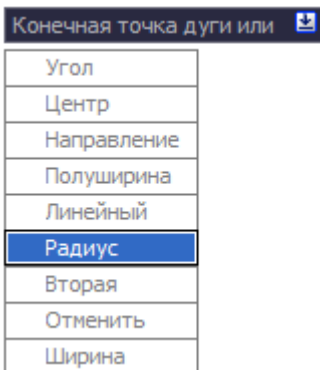 Конечная точка дуги или
Угол
Центр
Направление
Полуширина
Линейный
Радиус
Вторая
Отменить
Ширина